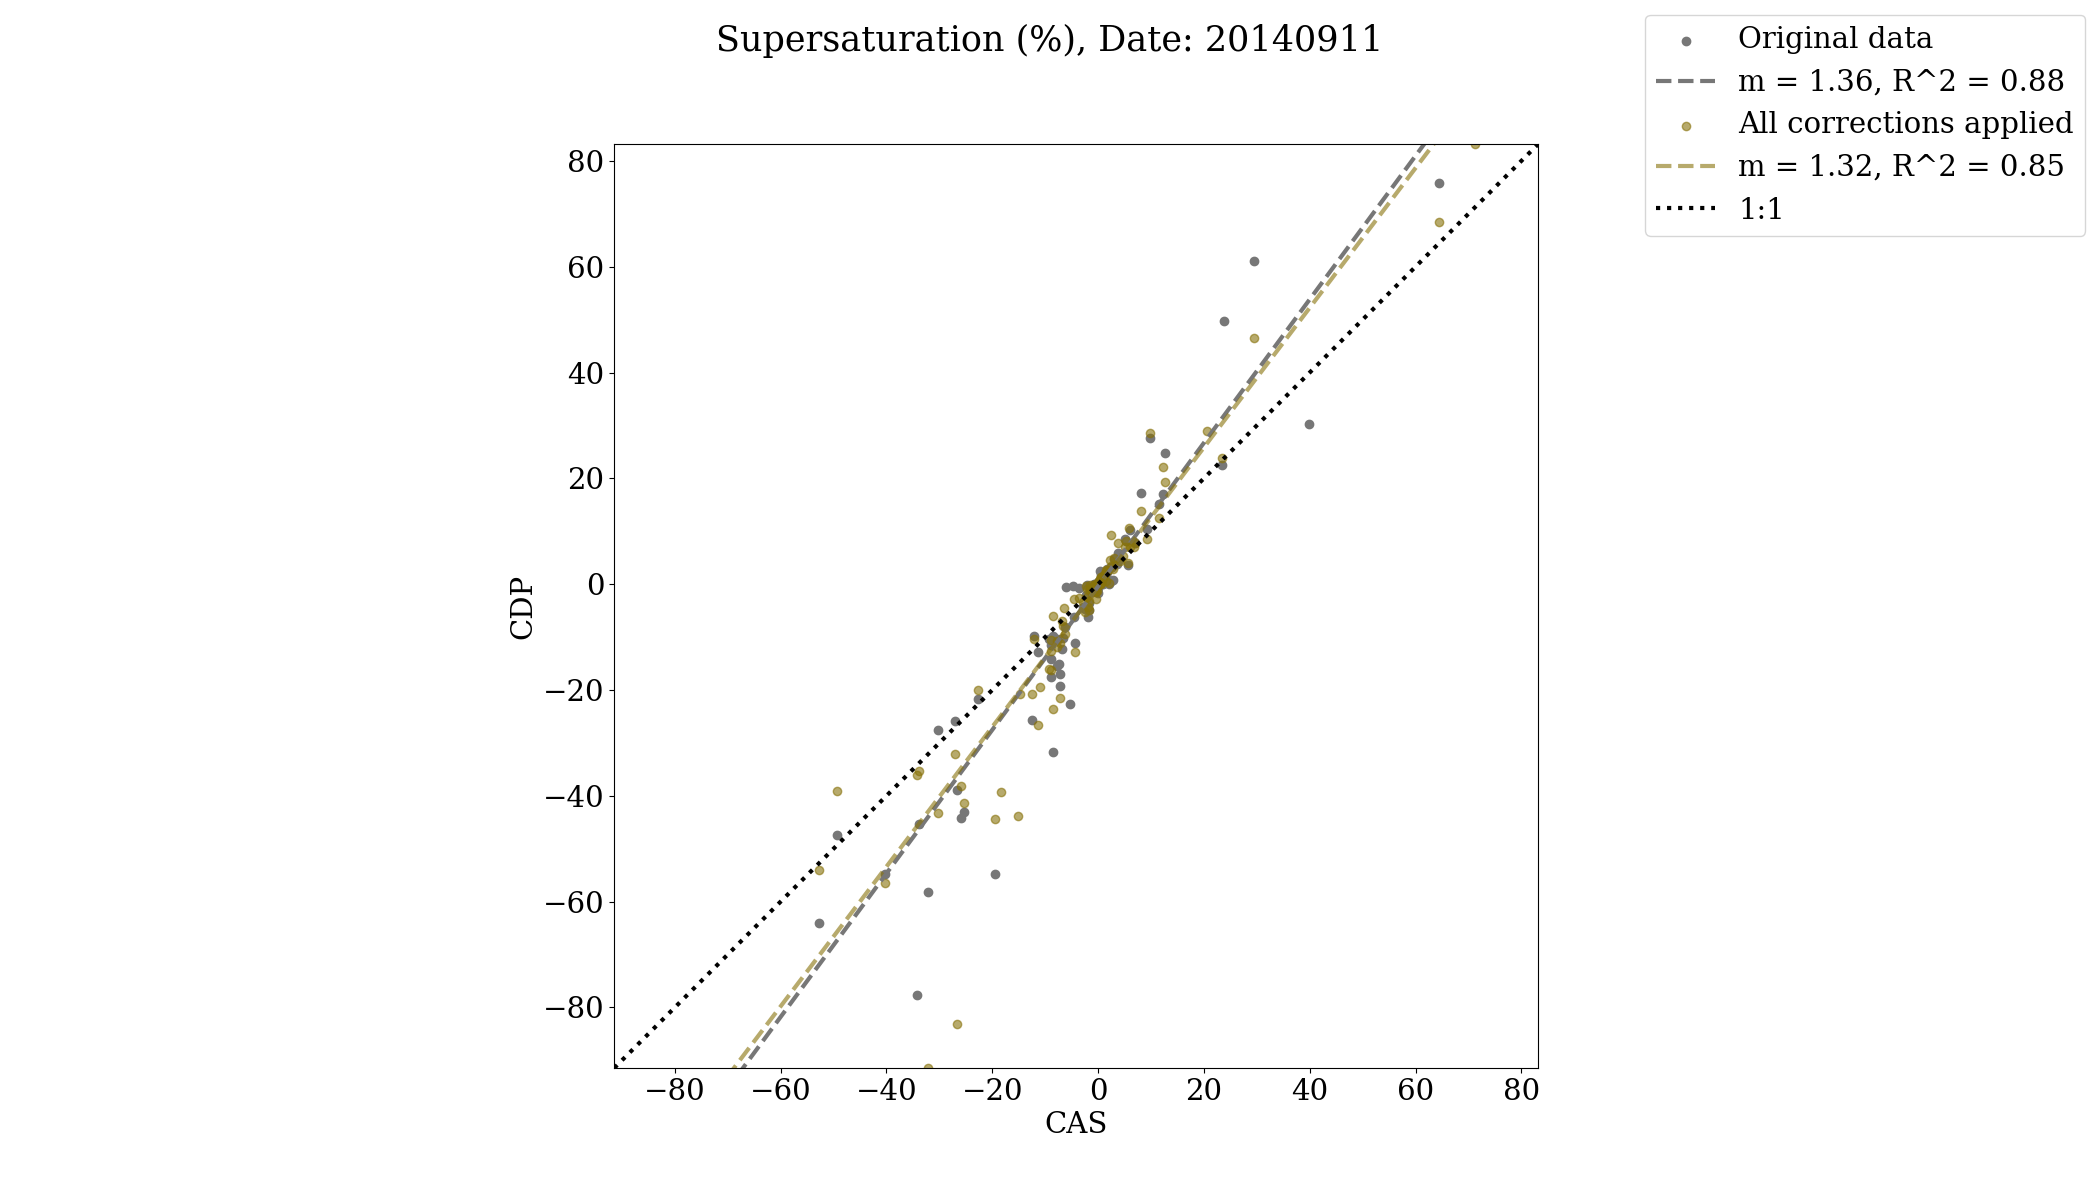 Supersaturation (%), Date: 20140911
Original data
m = 1.36, R^2 = 0.88
All corrections applied
m = 1.32, R^2 = 0.85
1:1
80
60
40
20
0
−20
−40
−60
−80
CDP
−80 −60 −40 −20 0 20 40 60 80
CAS